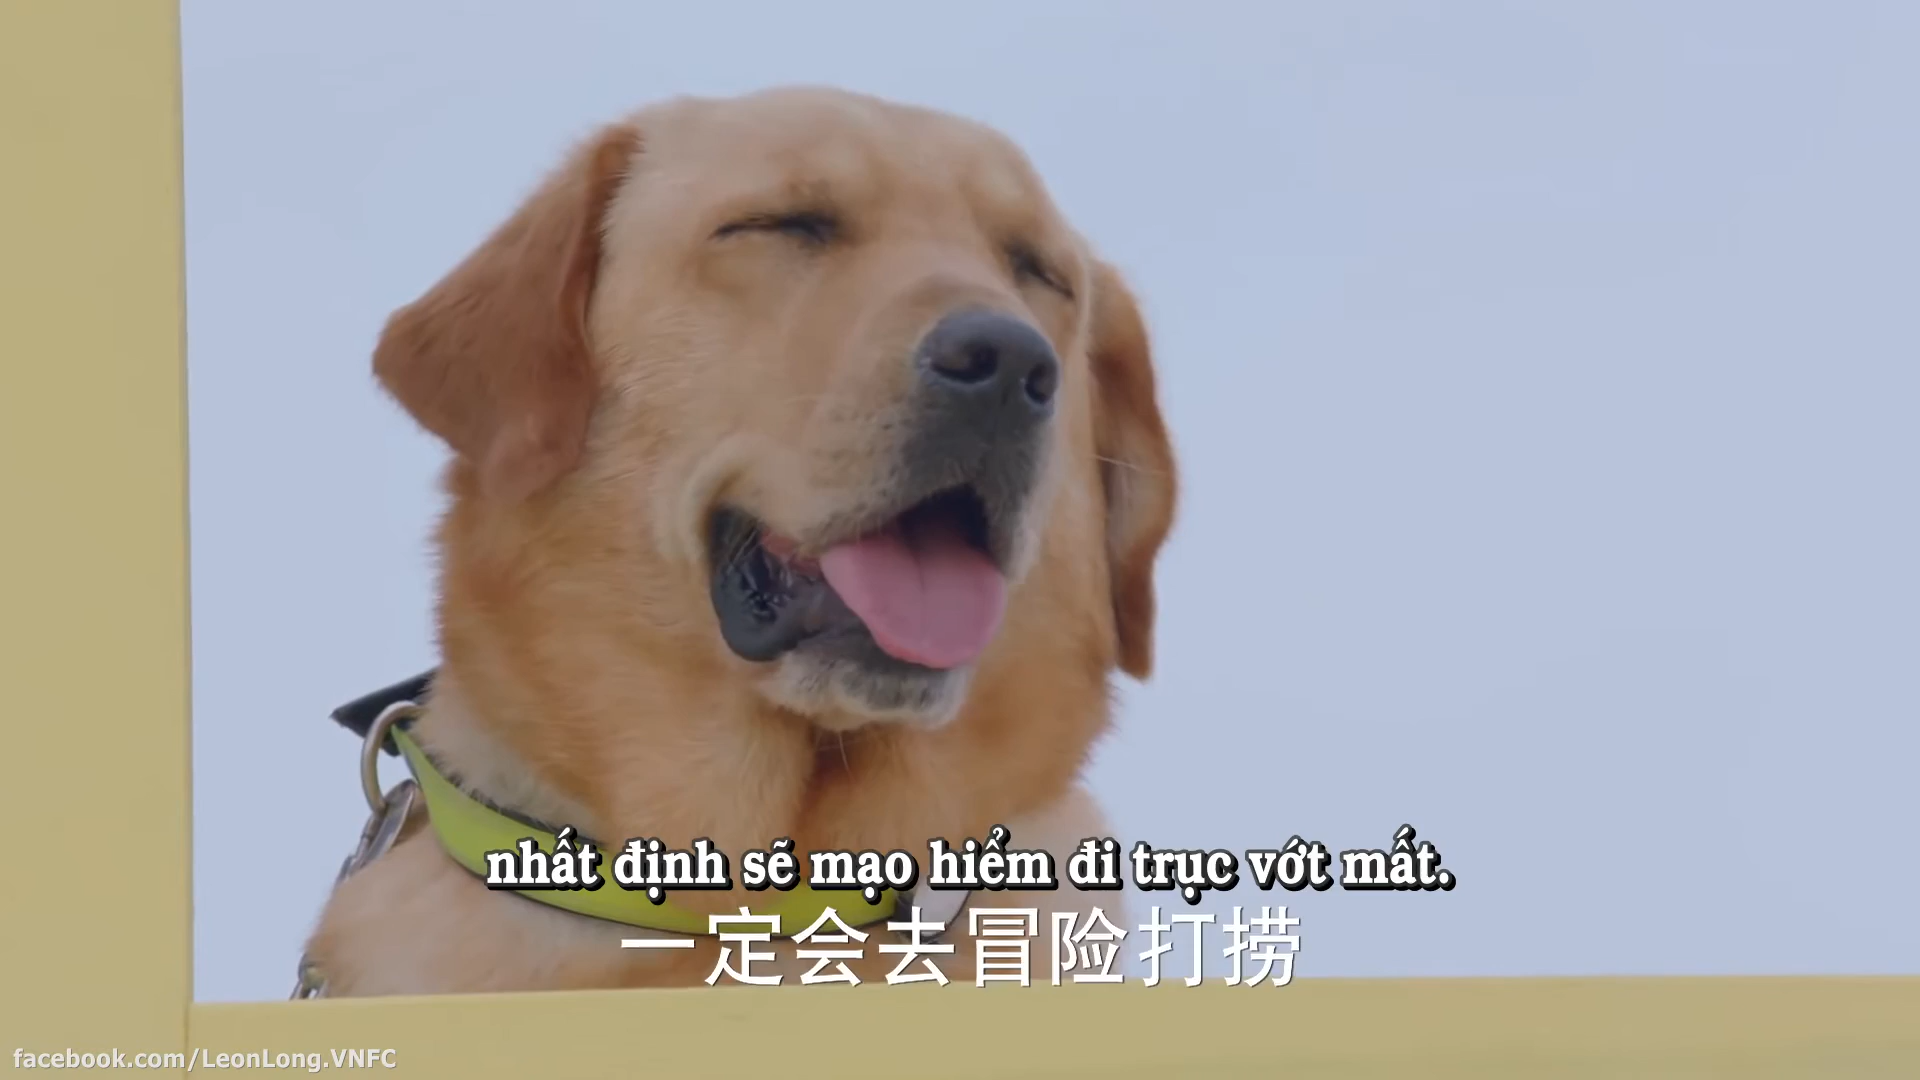 nhất định sẽ mạo hiểm đi trục vớt mất.
一定会去冒险打捞
facebook.com/LeonLong.VNFC